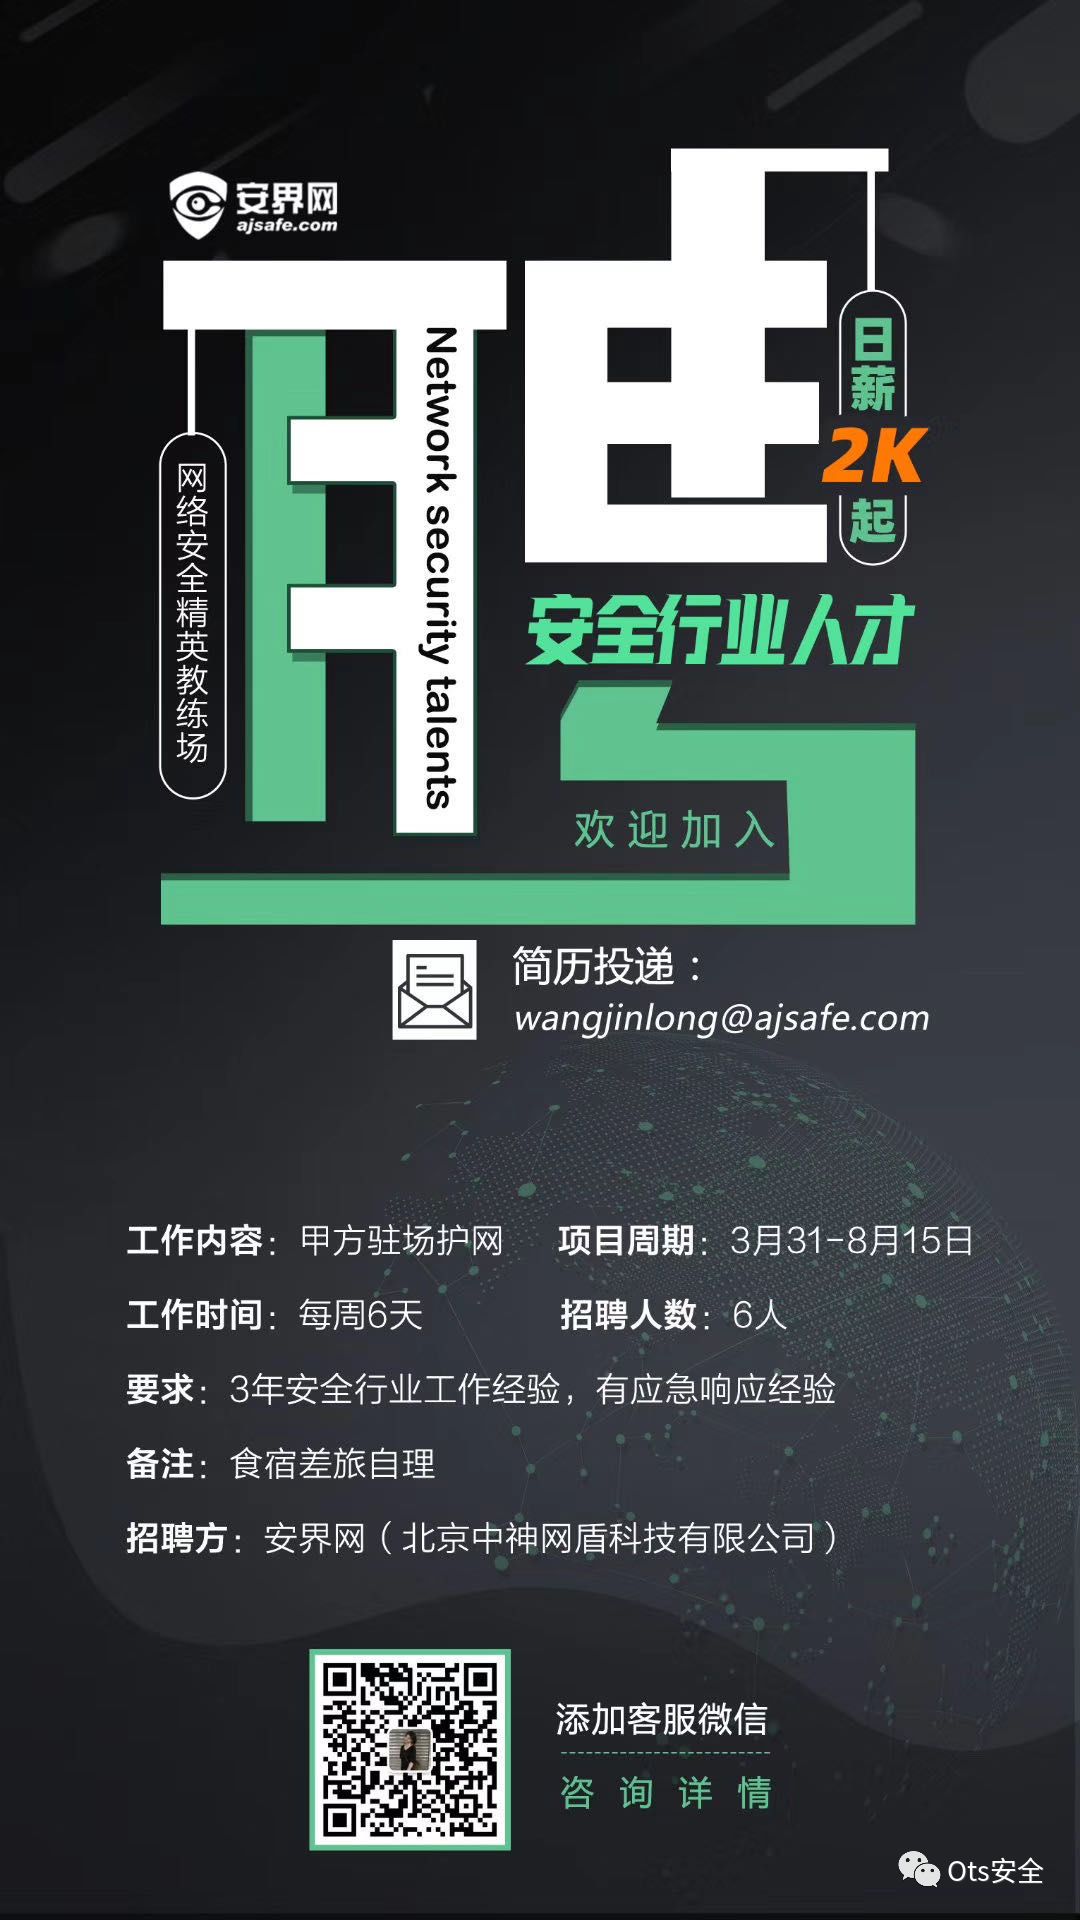 安界网
ajsafe.com
聘
Network security talents
网络安全精英教练场
日薪2K起
安全行业人才
欢迎加入
简历投递：
wangjinlong@ajsafe.com
工作内容：甲方驻场护网 项目周期：3月31-8月15日
工作时间：每周6天 招聘人数：6人
要求：3年安全行业工作经验，有应急响应经验
备注：食宿差旅自理
招聘方：安界网（北京中神网盾科技有限公司）
添加客服微信
咨询详情
Ots安全